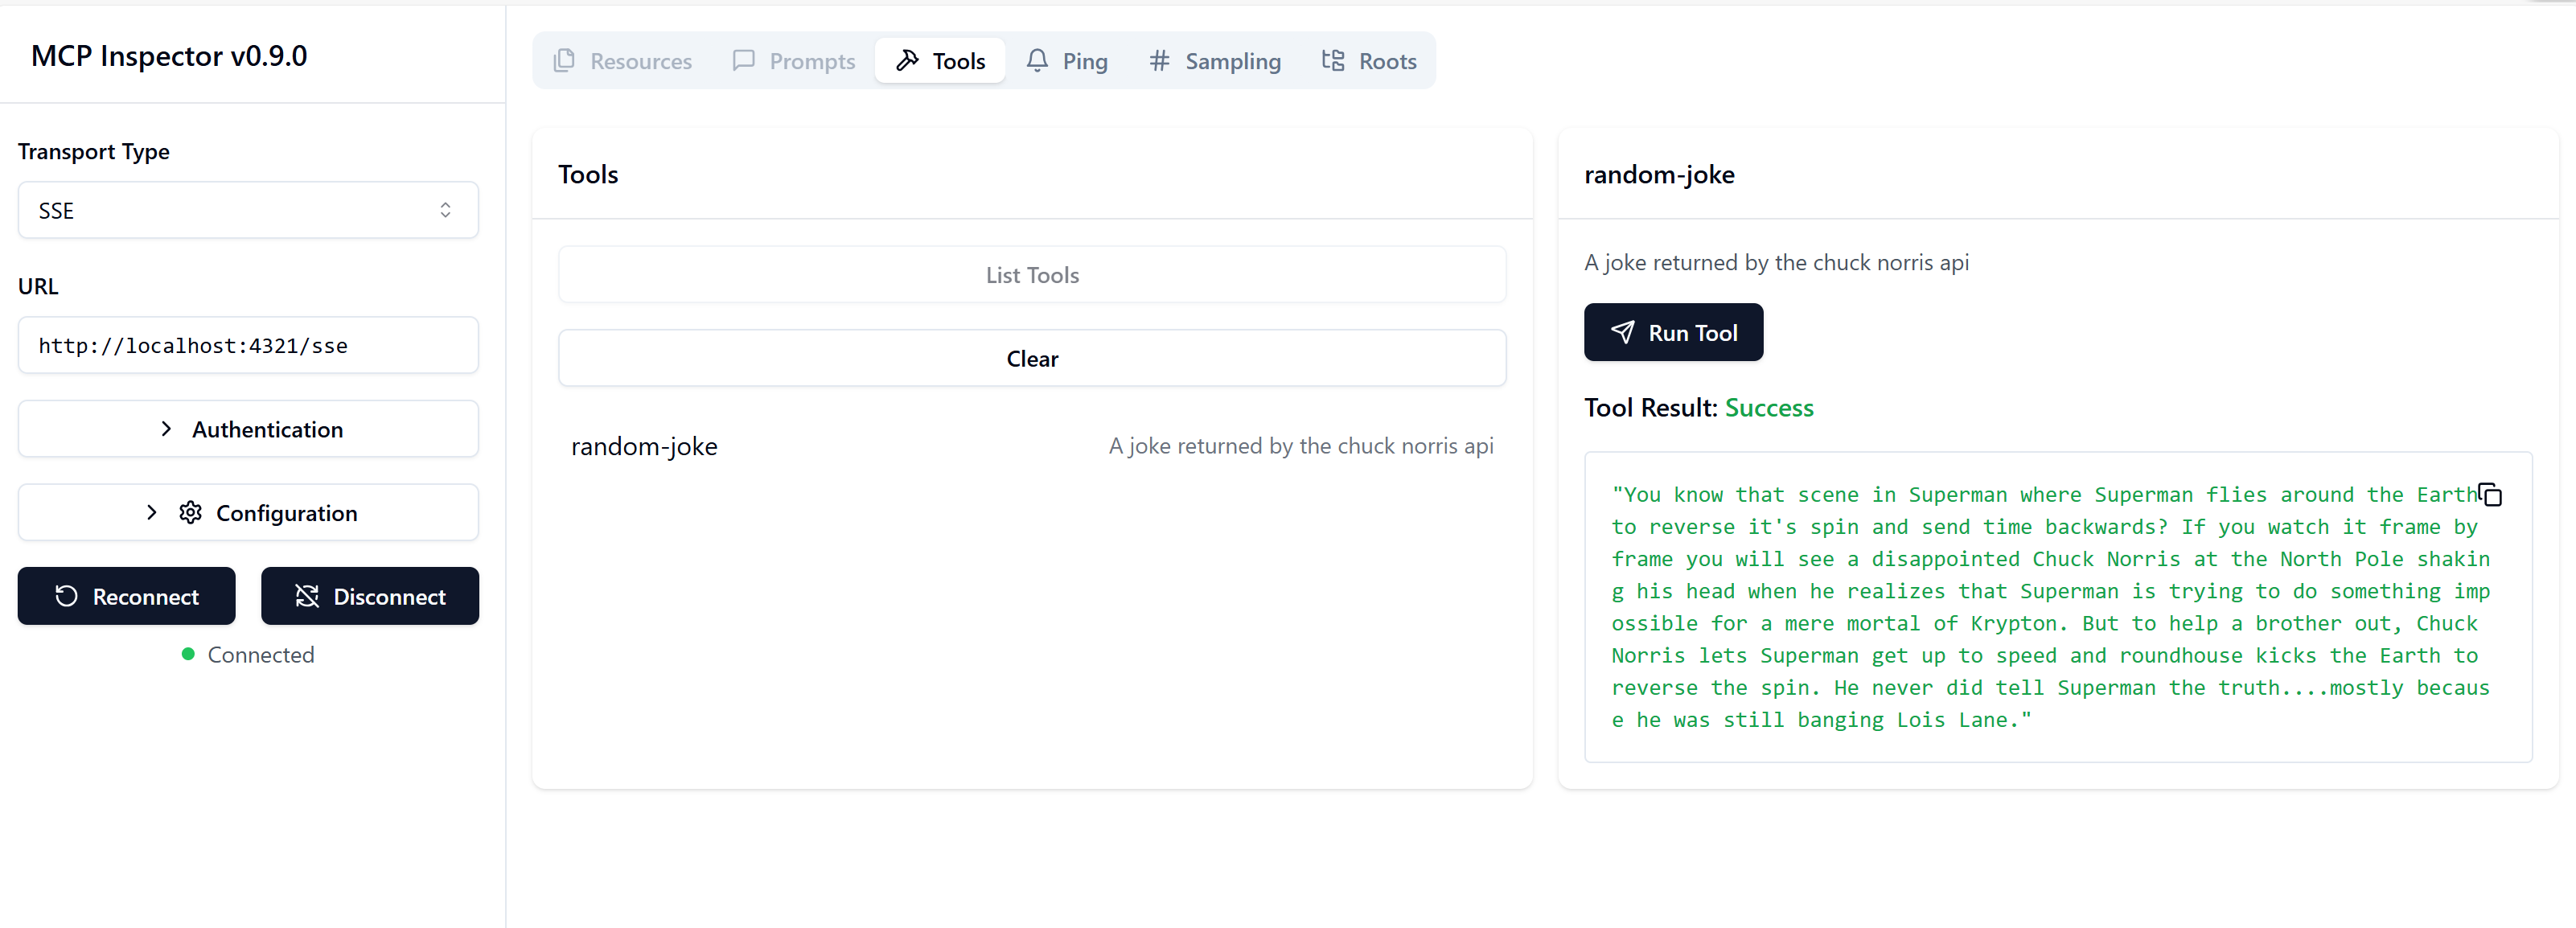 MCP Inspector v0.9.0
Transport Type
SSE
URL
http://localhost:4321/sse
Authentication
Configuration
Reconnect
Disconnect
Connected
Resources
Prompts
Tools
Ping
Sampling
Roots
Tools
List Tools
Clear
random-joke
A joke returned by the chuck norris api
random-joke
A joke returned by the chuck norris api
Run Tool
Tool Result: Success
"You know that scene in Superman where Superman flies around the Earth
to reverse it's spin and send time backwards? If you watch it frame by
frame you will see a disappointed Chuck Norris at the North Pole shakin
g his head when he realizes that Superman is trying to do something imp
ossible for a mere mortal of Krypton. But to help a brother out, Chuck
Norris lets Superman get up to speed and roundhouse kicks the Earth to
reverse the spin. He never did tell Superman the truth....mostly becaus
e he was still banging Lois Lane."